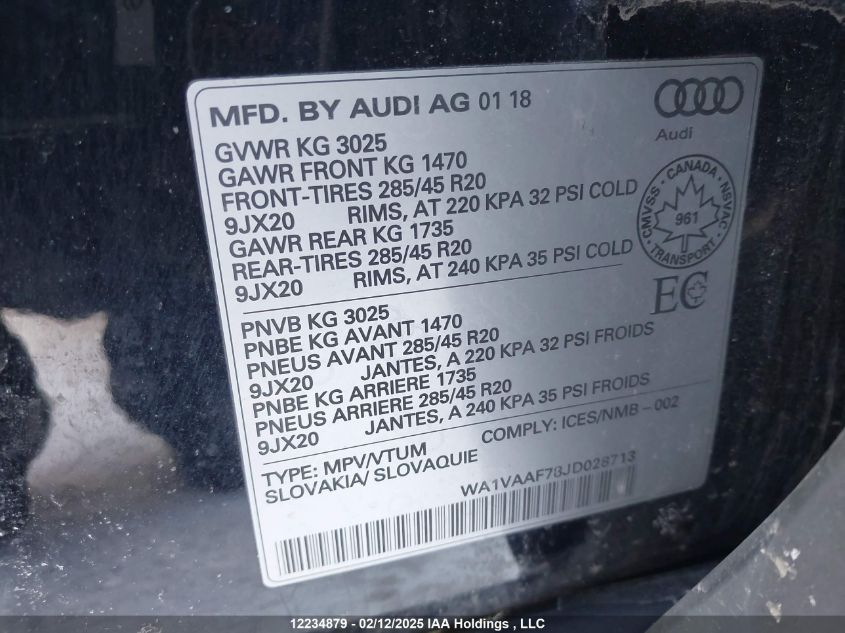 MFD. BY AUDI AG 01 18
Audi
GVWR KG 3025
GAWR FRONT KG 1470
FRONT-TIRES 285/45 R20
9JX20 RIMS, AT 220 KPA 32 PSI COLD
GAWR REAR KG 1735
REAR-TIRES 285/45 R20
9JX20 RIMS, AT 240 KPA 35 PSI COLD
CANADA
CMVSS - NSVAC
961
TRANSPORT
EC
PNVB KG 3025
PNBE KG AVANT 1470
PNEUS AVANT 285/45 R20
9JX20 JANTES, A 220 KPA 32 PSI FROIDS
PNBE KG ARRIERE 1735
PNEUS ARRIERE 285/45 R20
9JX20 JANTES, A 240 KPA 35 PSI FROIDS
TYPE: MPV/VTUM COMPLY: ICES/NMB-002
SLOVAKIA/ SLOVAQUIE
WA1VAAF78JD028713
12234879 - 02/12/2025 IAA Holdings, LLC